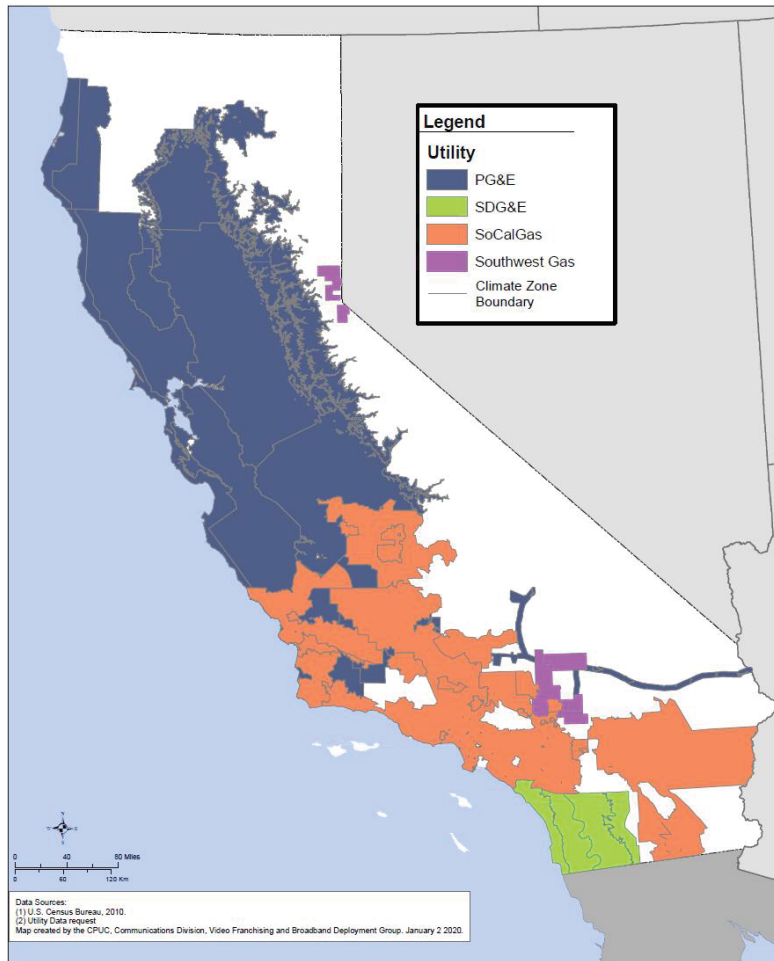 Legend
Utility
PG&E
SDG&E
SoCalGas
Southwest Gas
Climate Zone
Boundary
0 40 80 Miles
0 60 120 Km
Data Sources:
(1) U.S. Census Bureau, 2010.
(2) Utility Data request
Map created by the CPUC, Communications Division, Video Franchising and Broadband Deployment Group. January 2 2020.